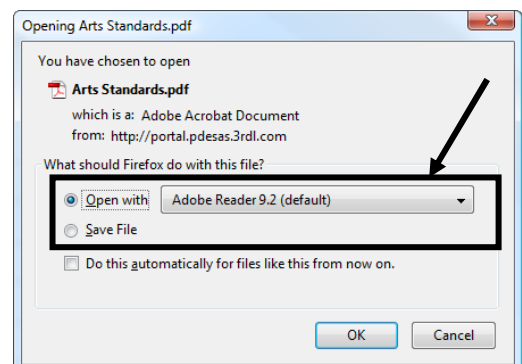 Opening Arts Standards.pdf
You have chosen to open
Arts Standards.pdf
which is a: Adobe Acrobat Document
from: http://portal.pdesas.3rdl.com
What should Firefox do with this file?
Open with Adobe Reader 9.2 (default)
Save File
Do this automatically for files like this from now on.
OK Cancel